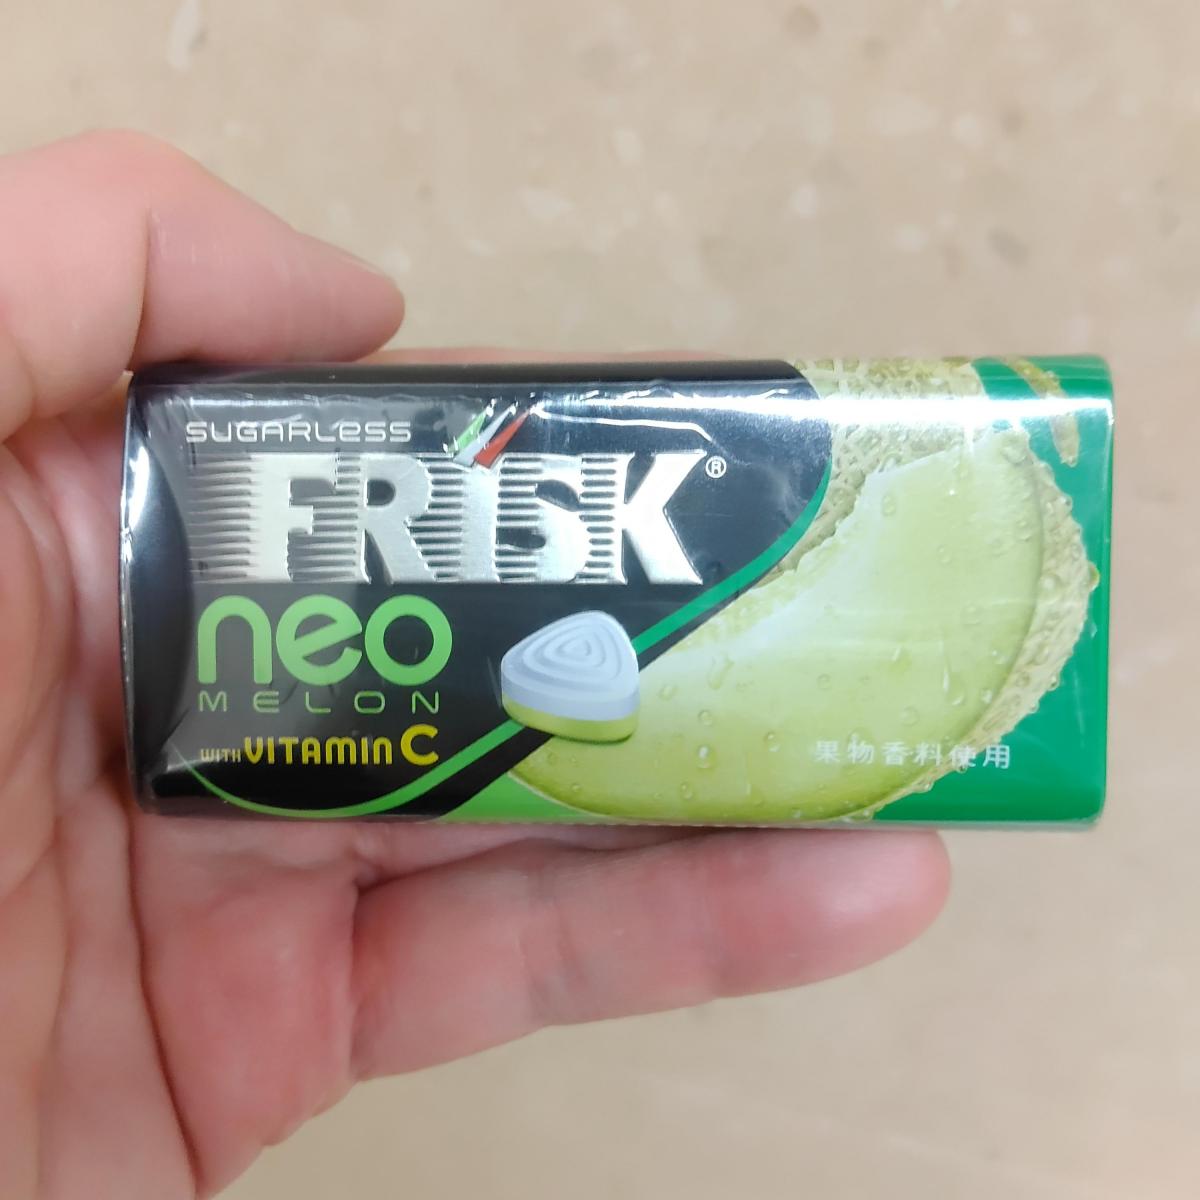 SUGARLESS
FRISK®
neo
MELON
WITH VITAMIN C
果物香料使用